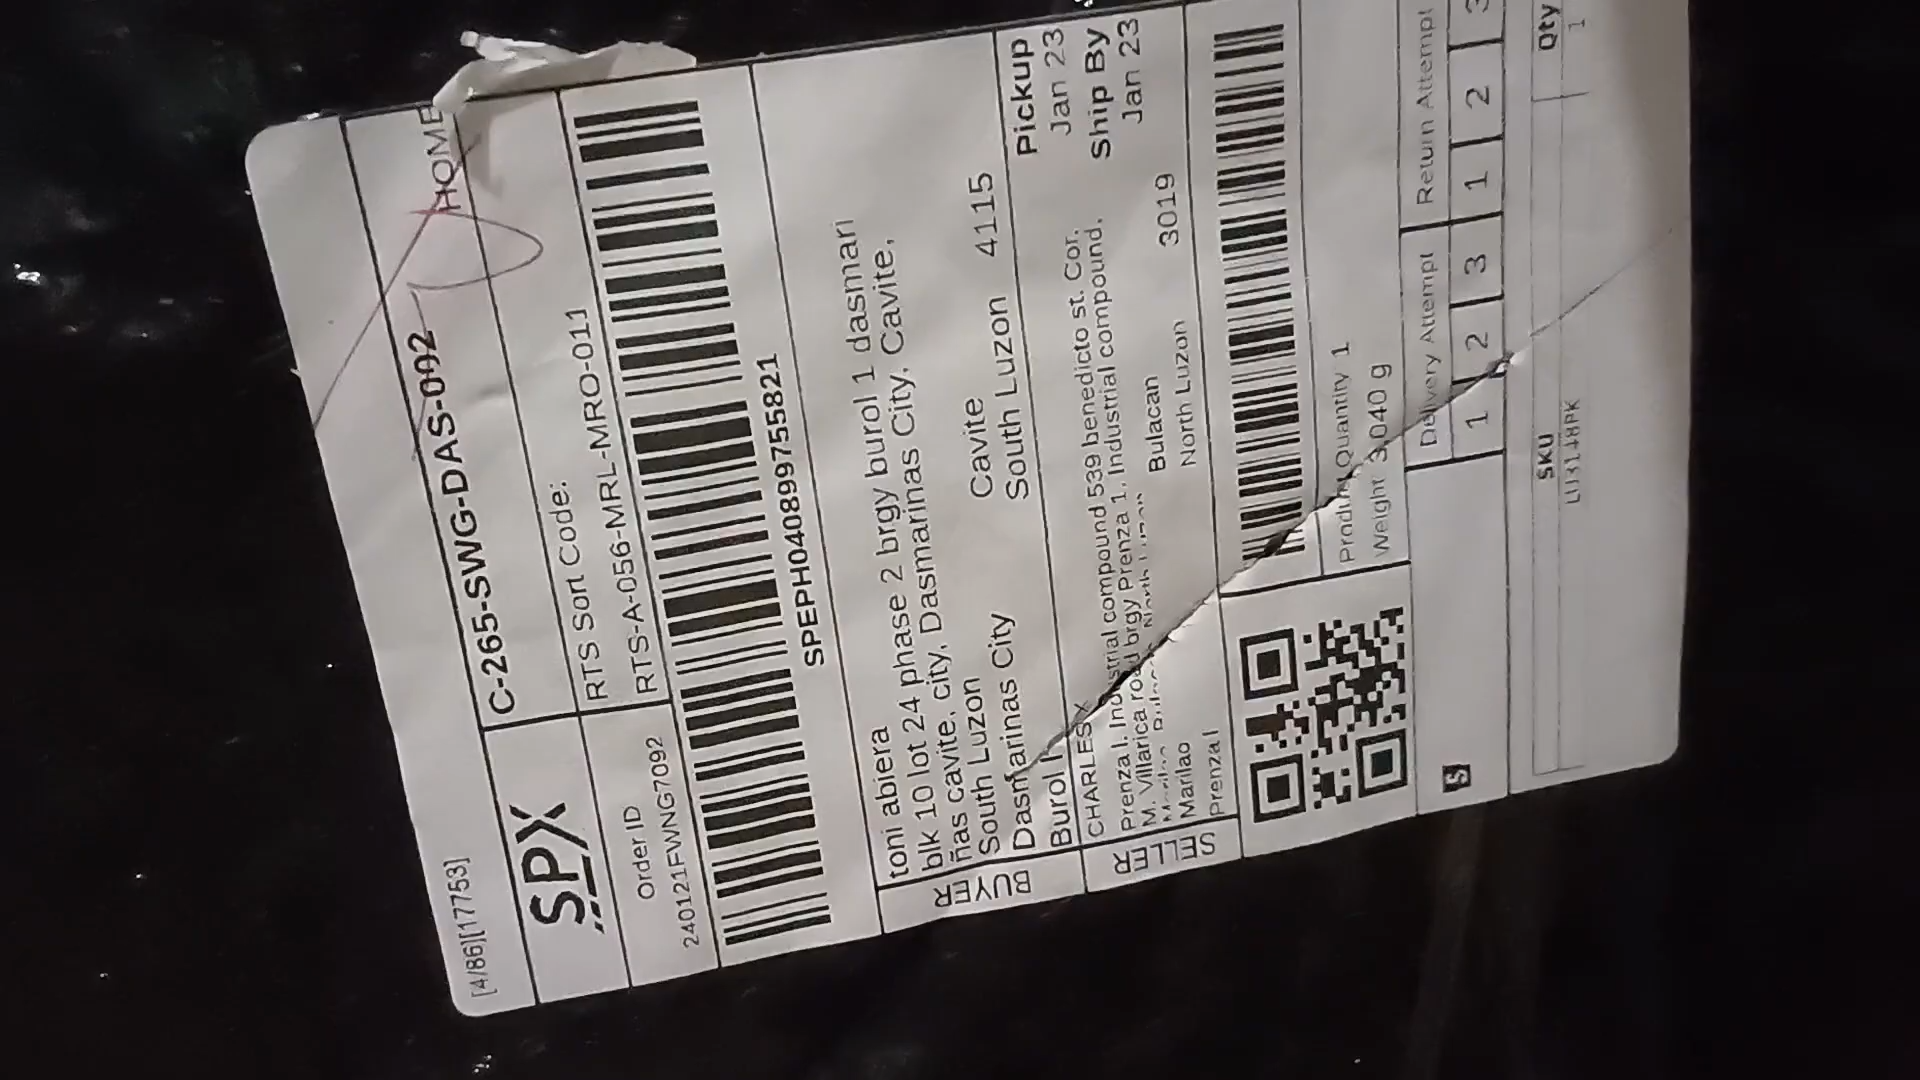 [4/86][17753]
SPX
C-265-SWG-DAS-092
HOME
Order ID
240121FWNG7092
RTS Sort Code:
RTS-A-056-MRL-MRO-011
SPEPH0408997555821
BUYER
toni abiera
blk 10 lot 24 phase 2 brgy burol 1 dasmari
ñas cavite, city, Dasmarinas City, Cavite,
South Luzon
Dasmarinas City
Cavite
Burol I
South Luzon
4115
Pickup
Jan 23
Ship By
Jan 23
SELLER
CHARLES
Prenza I. Industrial compound 539 benedicto st. Cor.
M. Villarica road brgy Prenza 1. Industrial compound.
Marilao
Bulacan
Prenza I
North Luzon
3019
Product Quantity 1
Weight 3,040 g
Delivery Attempt
Return Attempt
1 2 3 1 2 3
S
SKU
Qty
LU3148PK
1